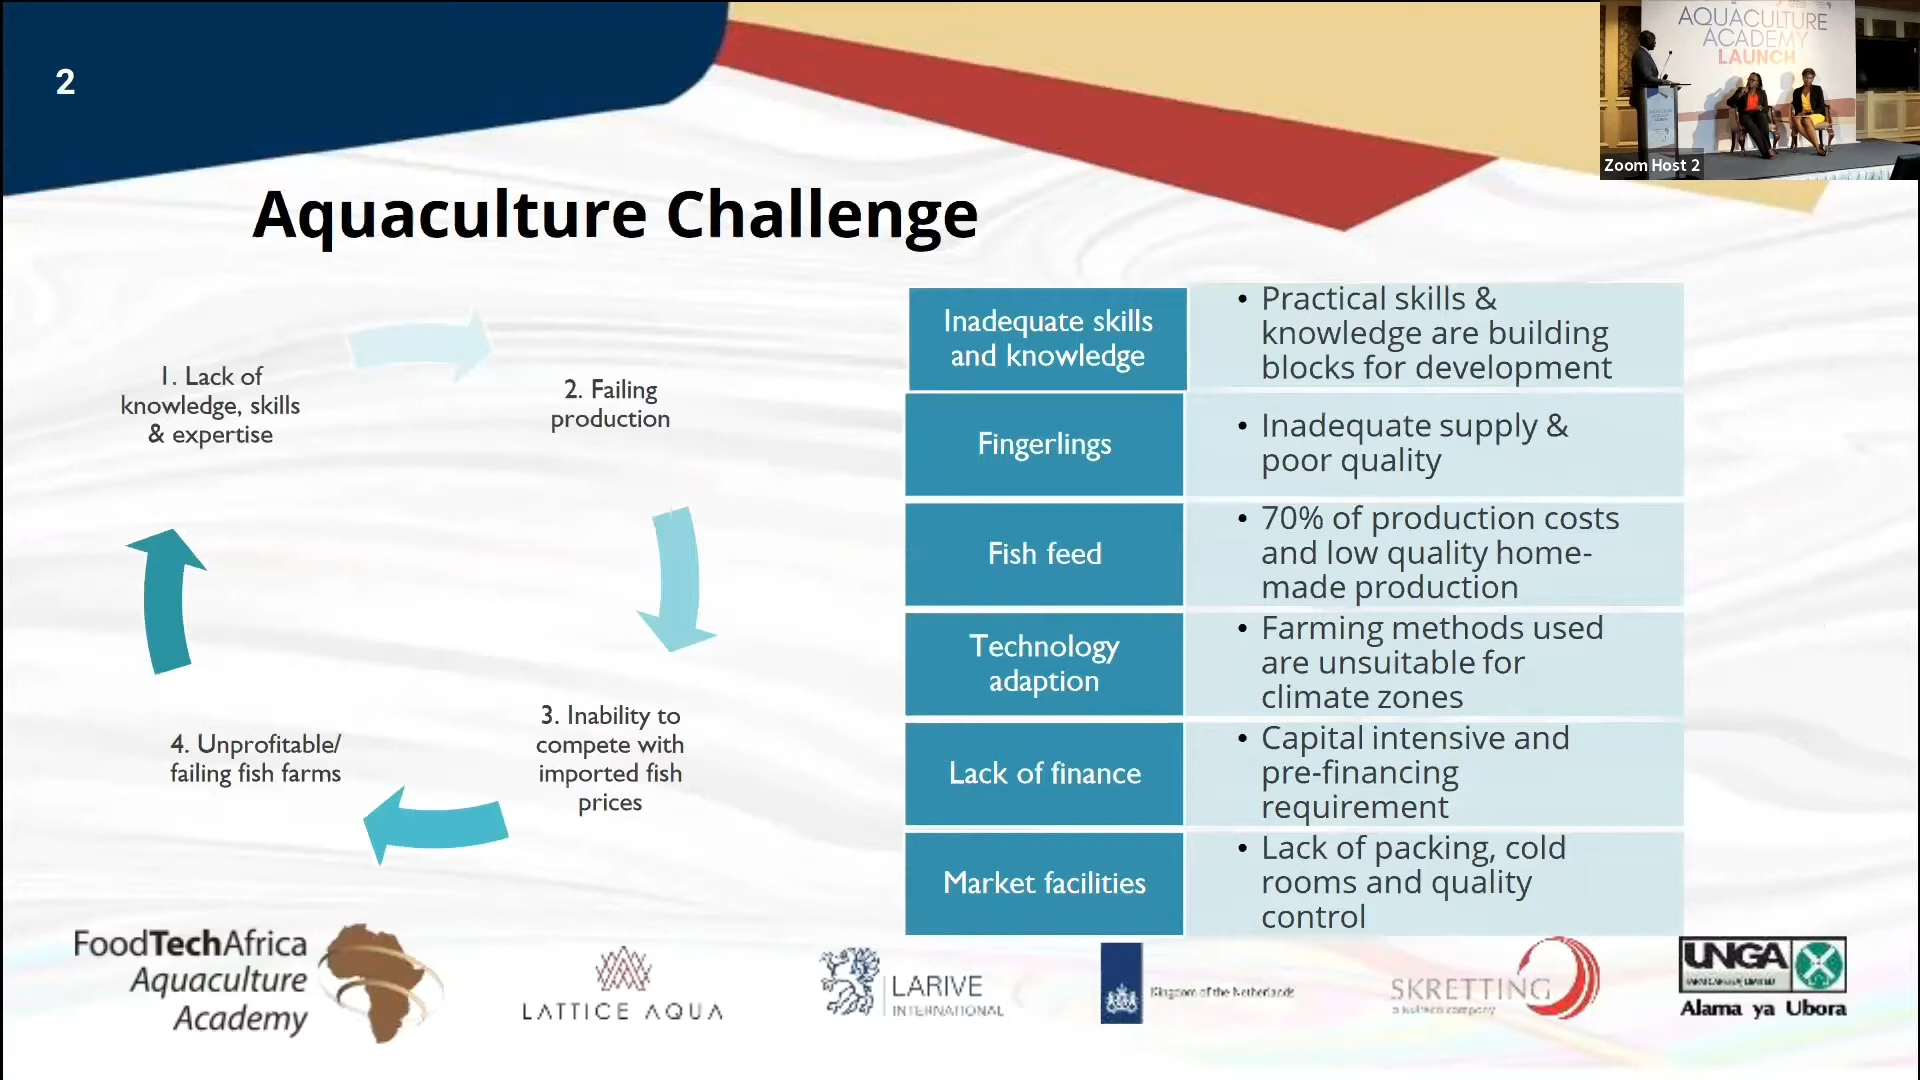 2
AQUACULTURE
ACADEMY
LAUNCH
Zoom Host 2
Aquaculture Challenge
1. Lack of
knowledge, skills
& expertise
2. Failing
production
3. Inability to
compete with
imported fish
prices
4. Unprofitable/
failing fish farms
Inadequate skills
and knowledge
• Practical skills &
knowledge are building
blocks for development
Fingerlings
• Inadequate supply &
poor quality
Fish feed
• 70% of production costs
and low quality home-
made production
Technology
adaption
• Farming methods used
are unsuitable for
climate zones
Lack of finance
• Capital intensive and
pre-financing
requirement
Market facilities
• Lack of packing, cold
rooms and quality
control
FoodTechAfrica
Aquaculture
Academy
LATTICE AQUA
LARIVE
INTERNATIONAL
Kingdom of the Netherlands
SKRETTING
a Nutreco company
UNGA
Alama ya Ubora